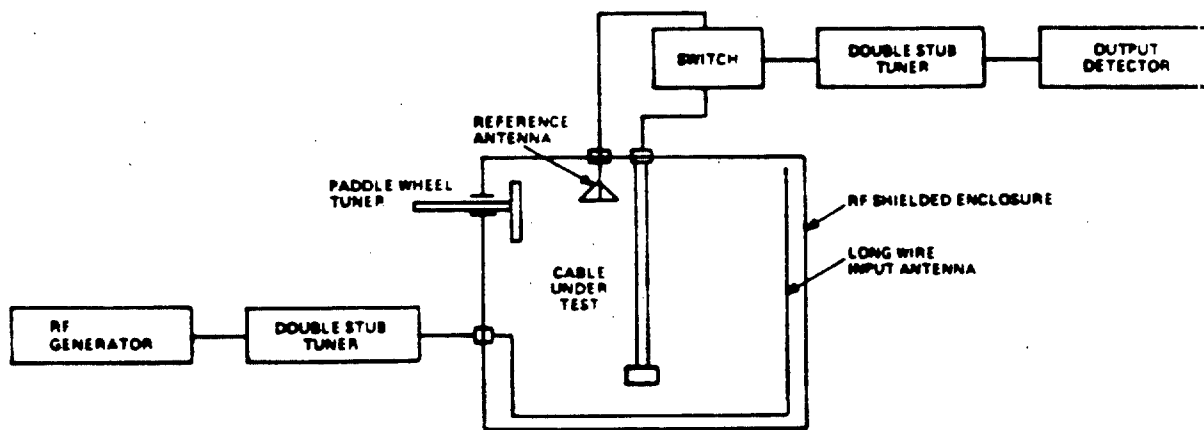 SWITCH
DOUBLE STUB
TUNER
OUTPUT
DETECTOR
REFERENCE
ANTENNA
PADDLE WHEEL
TUNER
RF SHIELDED ENCLOSURE
LONG WIRE
INPUT ANTENNA
CABLE
UNDER
TEST
RF
GENERATOR
DOUBLE STUB
TUNER